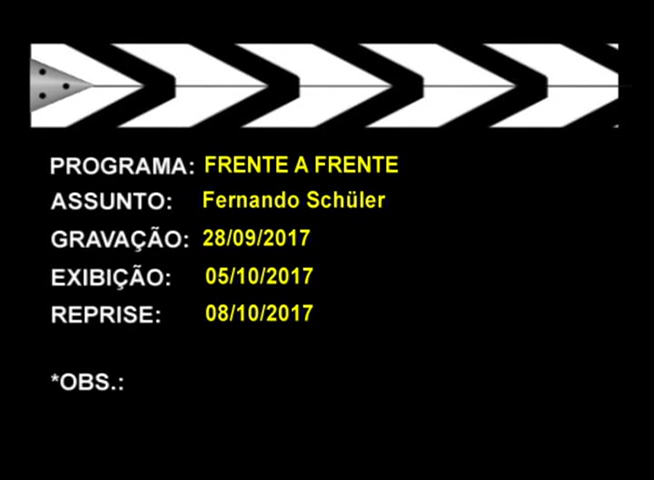 PROGRAMA: FRENTE A FRENTE
ASSUNTO: Fernando Schüler
GRAVAÇÃO: 28/09/2017
EXIBIÇÃO: 05/10/2017
REPRISE: 08/10/2017
*OBS.: